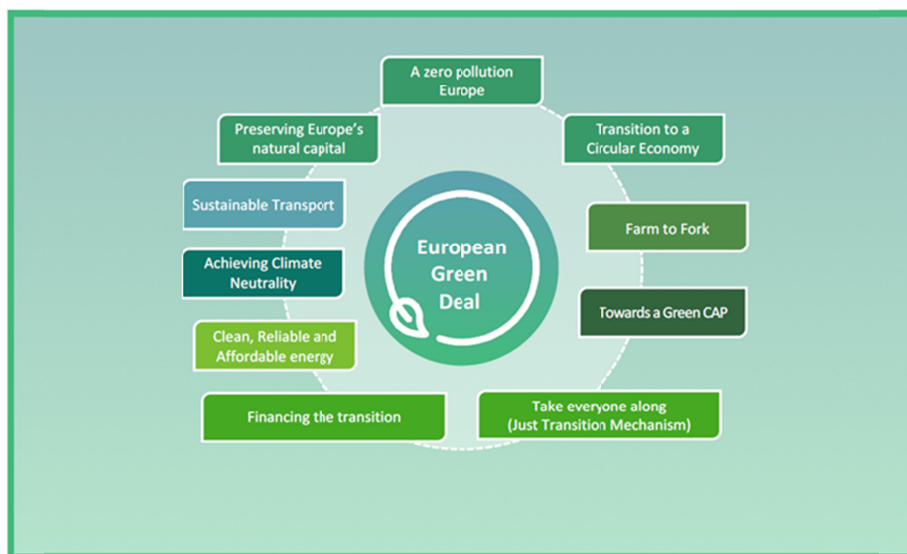 A zero pollution
Europe
Preserving Europe's
natural capital
Transition to a
Circular Economy
Sustainable Transport
Farm to Fork
European
Green
Deal
Achieving Climate
Neutrality
Towards a Green CAP
Clean, Reliable and
Affordable energy
Financing the transition
Take everyone along
(Just Transition Mechanism)